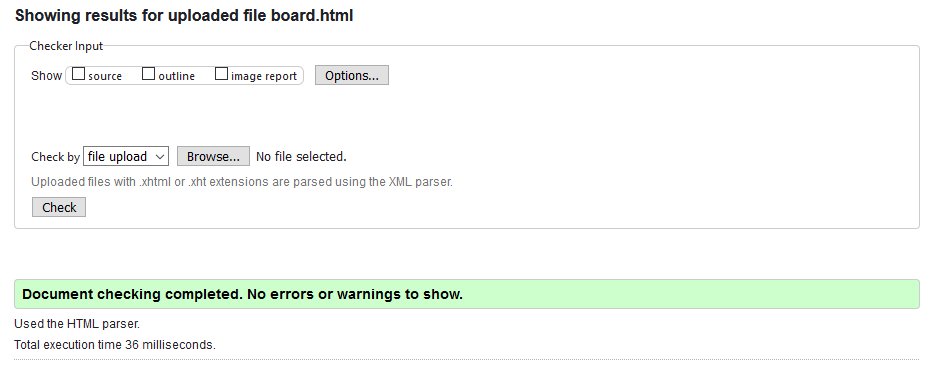 Showing results for uploaded file board.html
Checker Input
Show source outline image report Options...
Check by file upload Browse... No file selected.
Uploaded files with .xhtml or .xht extensions are parsed using the XML parser.
Check
Document checking completed. No errors or warnings to show.
Used the HTML parser.
Total execution time 36 milliseconds.